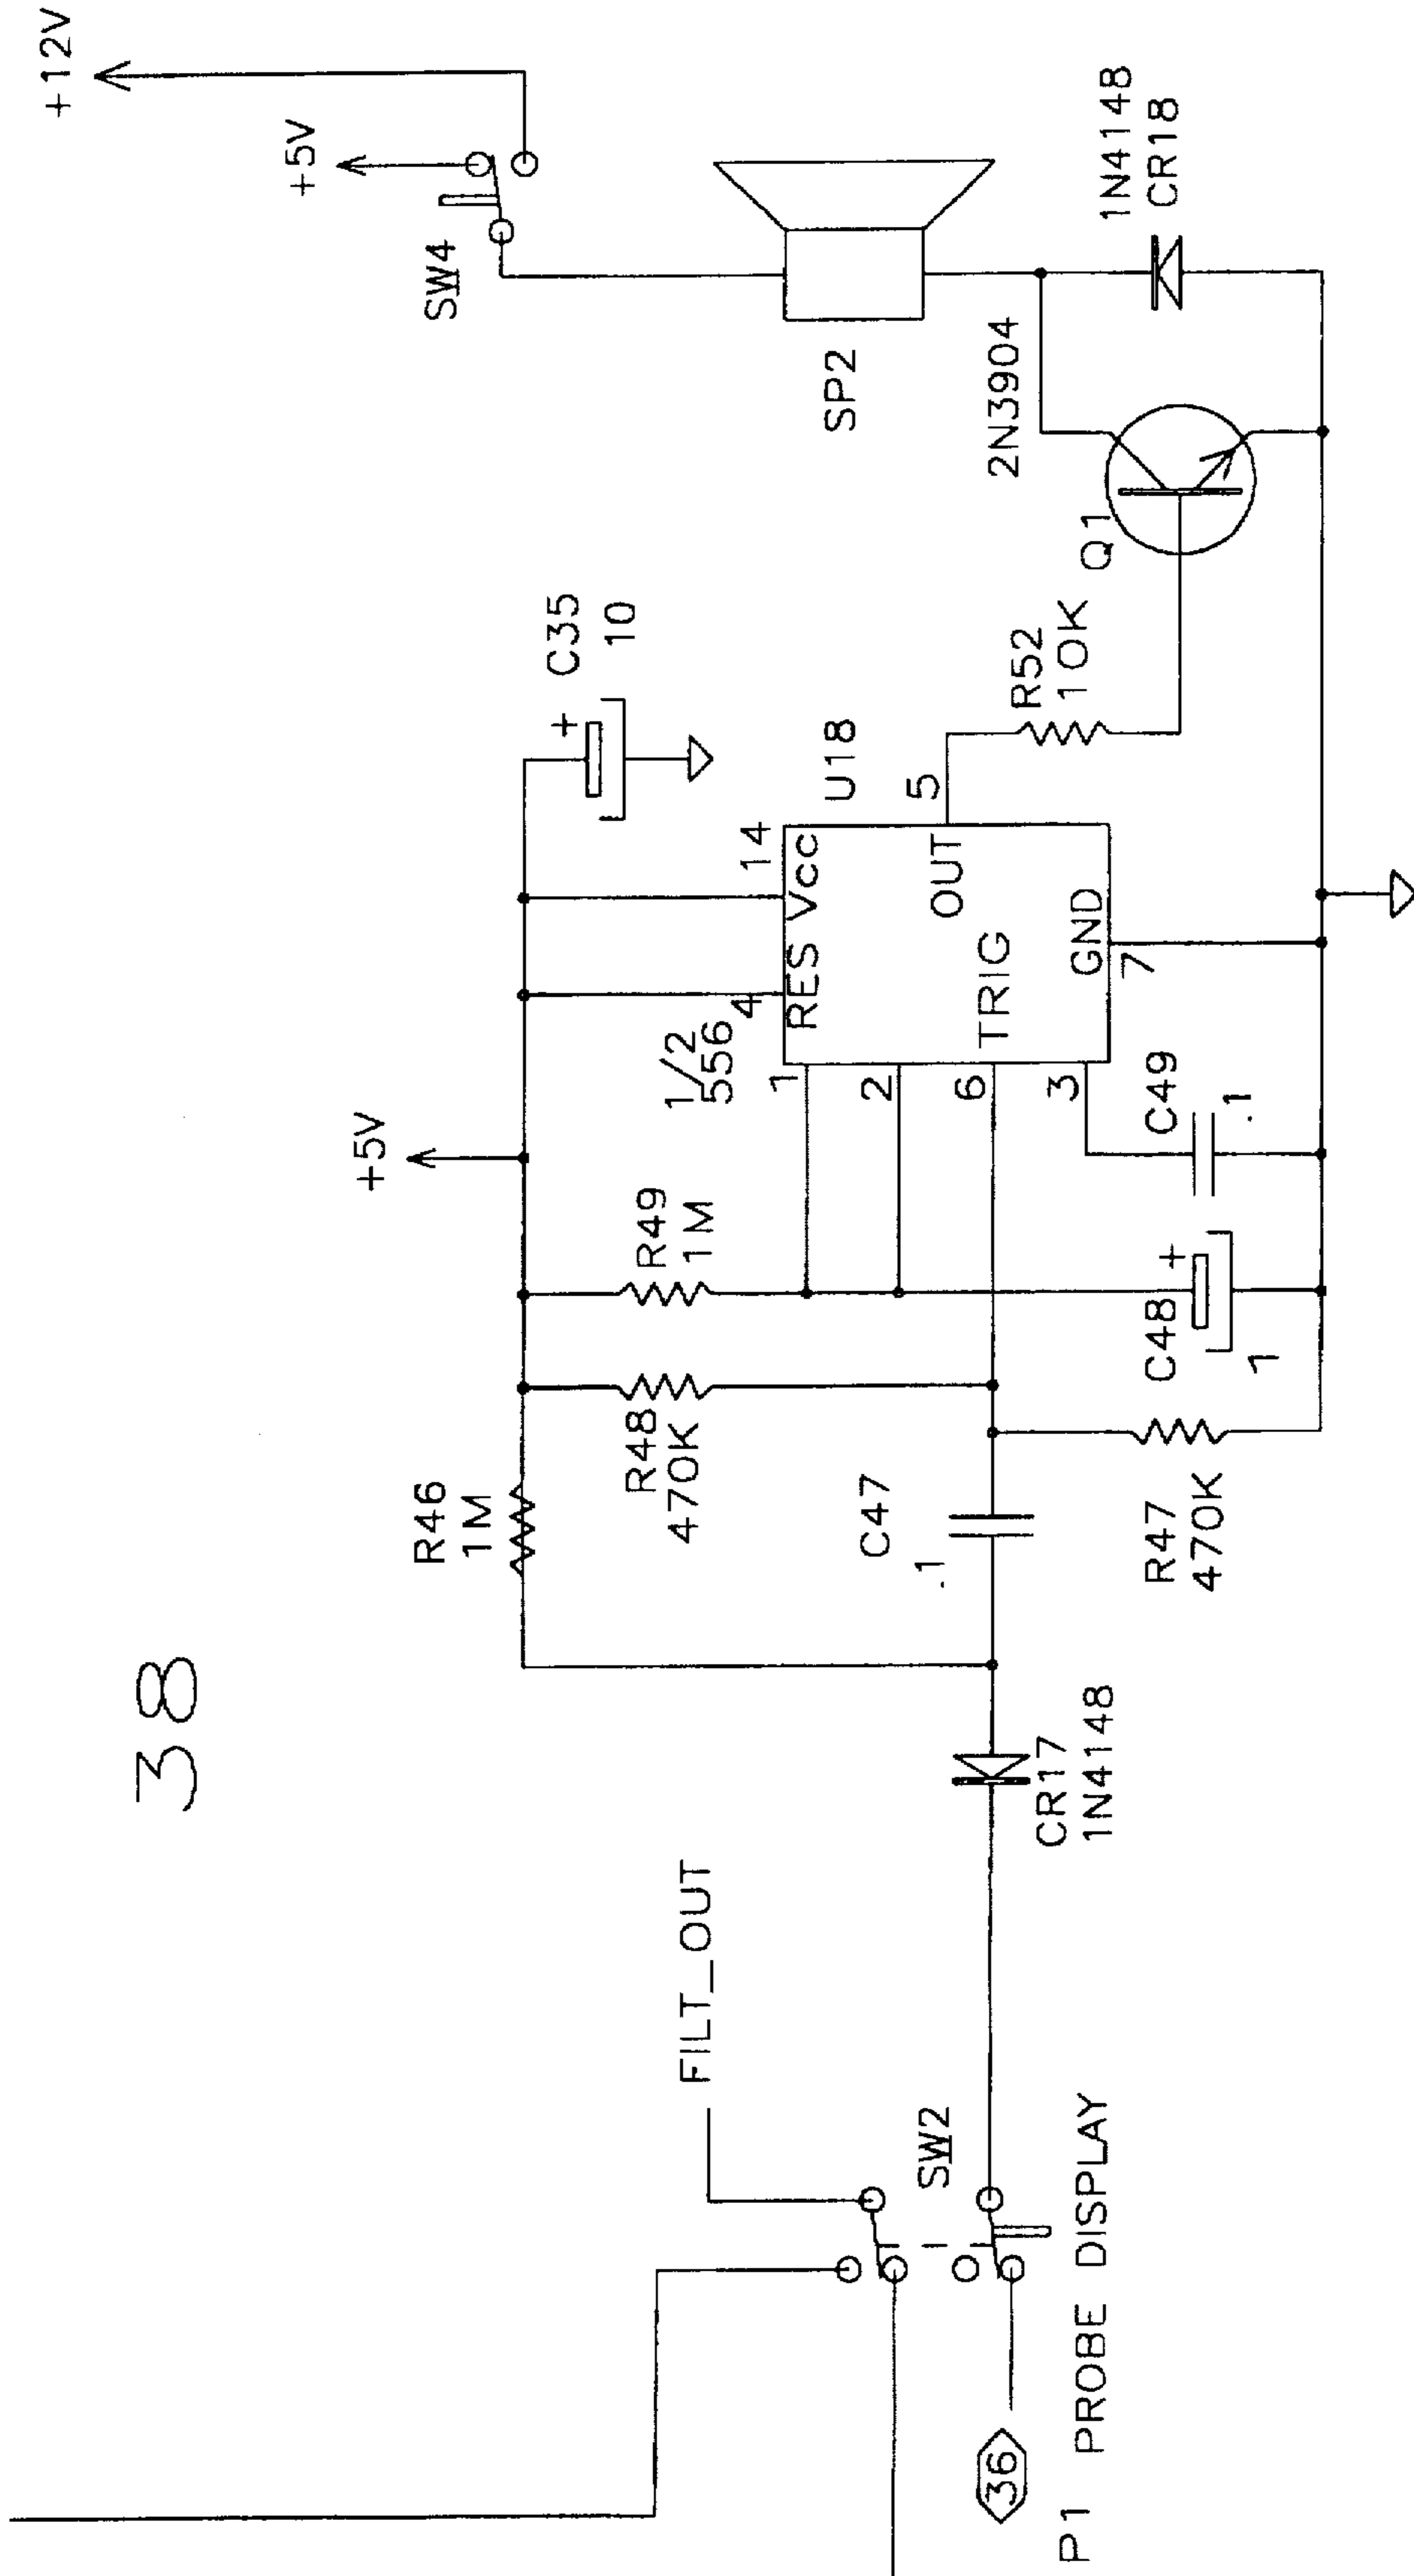 38
+12V
+5V
SW4
SP2
1N4148
CR18
2N3904
Q1
C35
10
+
R52
10K
U18
1/2
556
14
4
RES
Vcc
1
2
6
3
5
7
OUT
TRIG
GND
+5V
R49
1M
R48
470K
R46
1M
C49
.1
C48
+
1
C47
.1
R47
470K
CR17
1N4148
FILT_OUT
SW2
36
P1 PROBE DISPLAY